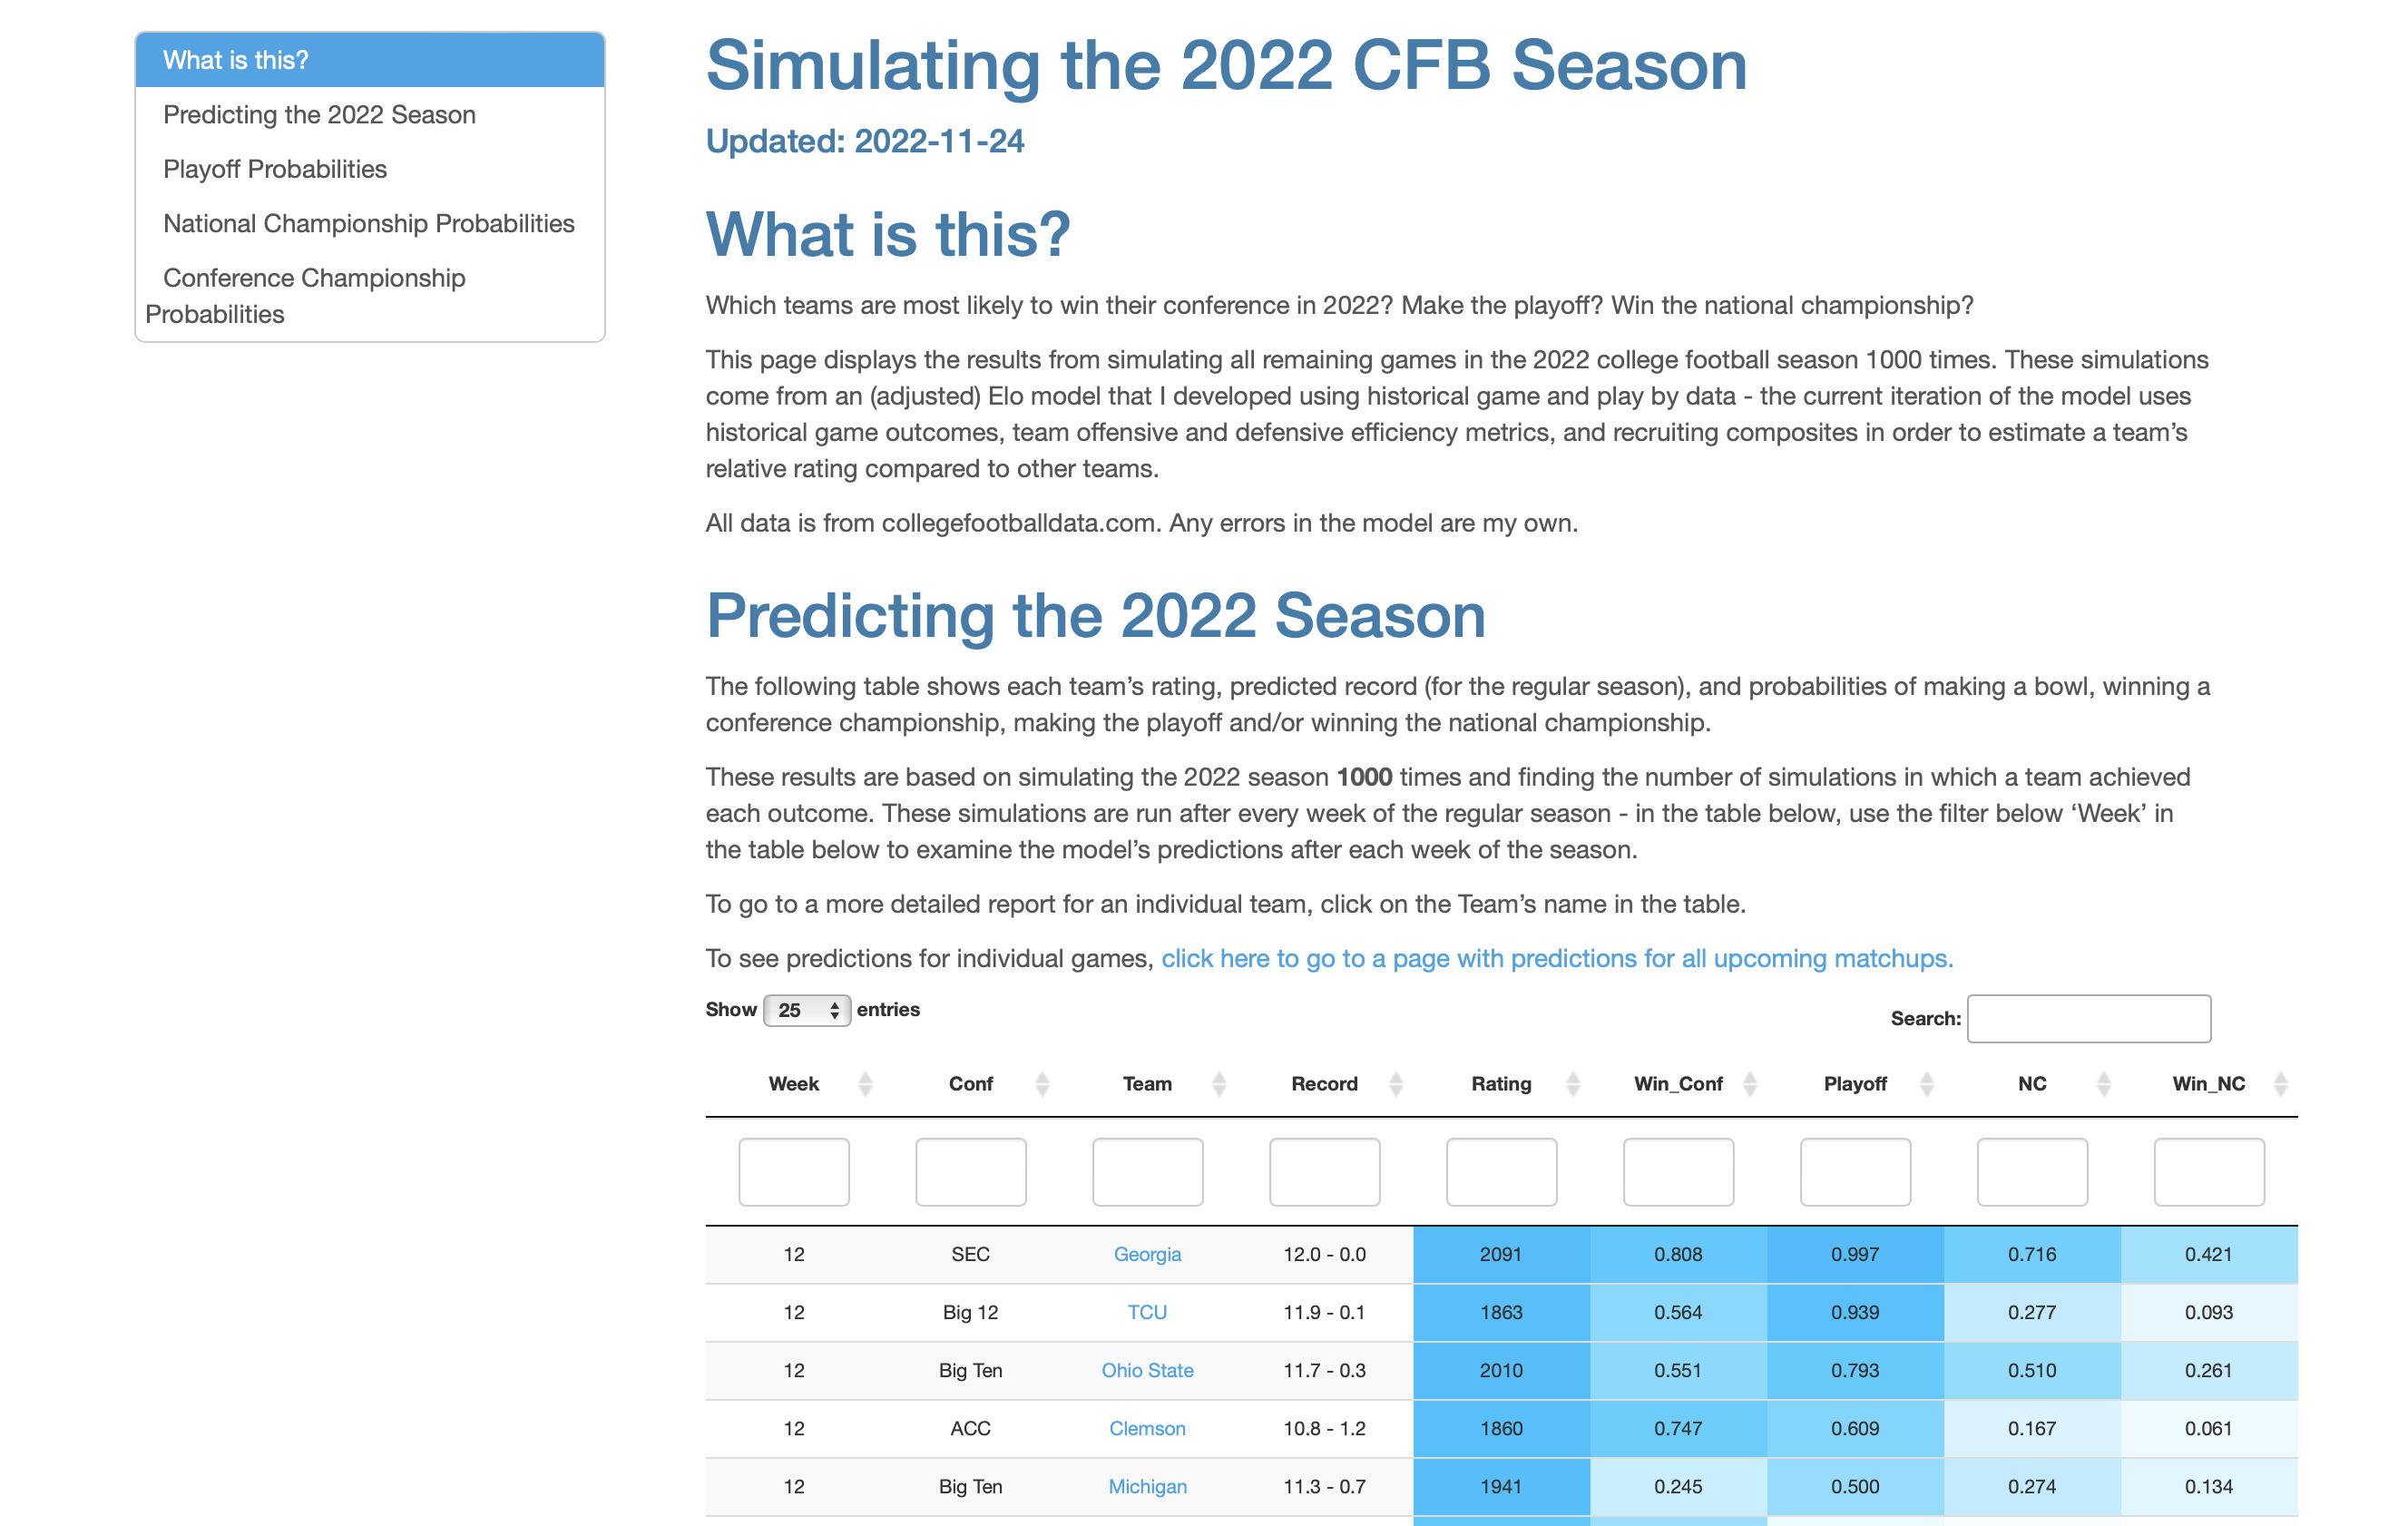 What is this?
Predicting the 2022 Season
Playoff Probabilities
National Championship Probabilities
Conference Championship
Probabilities
Simulating the 2022 CFB Season
Updated: 2022-11-24
What is this?
Which teams are most likely to win their conference in 2022? Make the playoff? Win the national championship?
This page displays the results from simulating all remaining games in the 2022 college football season 1000 times. These simulations
come from an (adjusted) Elo model that I developed using historical game and play by data - the current iteration of the model uses
historical game outcomes, team offensive and defensive efficiency metrics, and recruiting composites in order to estimate a team’s
relative rating compared to other teams.
All data is from collegefootballdata.com. Any errors in the model are my own.
Predicting the 2022 Season
The following table shows each team’s rating, predicted record (for the regular season), and probabilities of making a bowl, winning a
conference championship, making the playoff and/or winning the national championship.
These results are based on simulating the 2022 season 1000 times and finding the number of simulations in which a team achieved
each outcome. These simulations are run after every week of the regular season - in the table below, use the filter below ‘Week’ in
the table below to examine the model’s predictions after each week of the season.
To go to a more detailed report for an individual team, click on the Team’s name in the table.
To see predictions for individual games, click here to go to a page with predictions for all upcoming matchups.
Show 25 entries Search:
Week Conf Team Record Rating Win_Conf Playoff NC Win_NC
12 SEC Georgia 12.0 - 0.0 2091 0.808 0.997 0.716 0.421
12 Big 12 TCU 11.9 - 0.1 1863 0.564 0.939 0.277 0.093
12 Big Ten Ohio State 11.7 - 0.3 2010 0.551 0.793 0.510 0.261
12 ACC Clemson 10.8 - 1.2 1860 0.747 0.609 0.167 0.061
12 Big Ten Michigan 11.3 - 0.7 1941 0.245 0.500 0.274 0.134